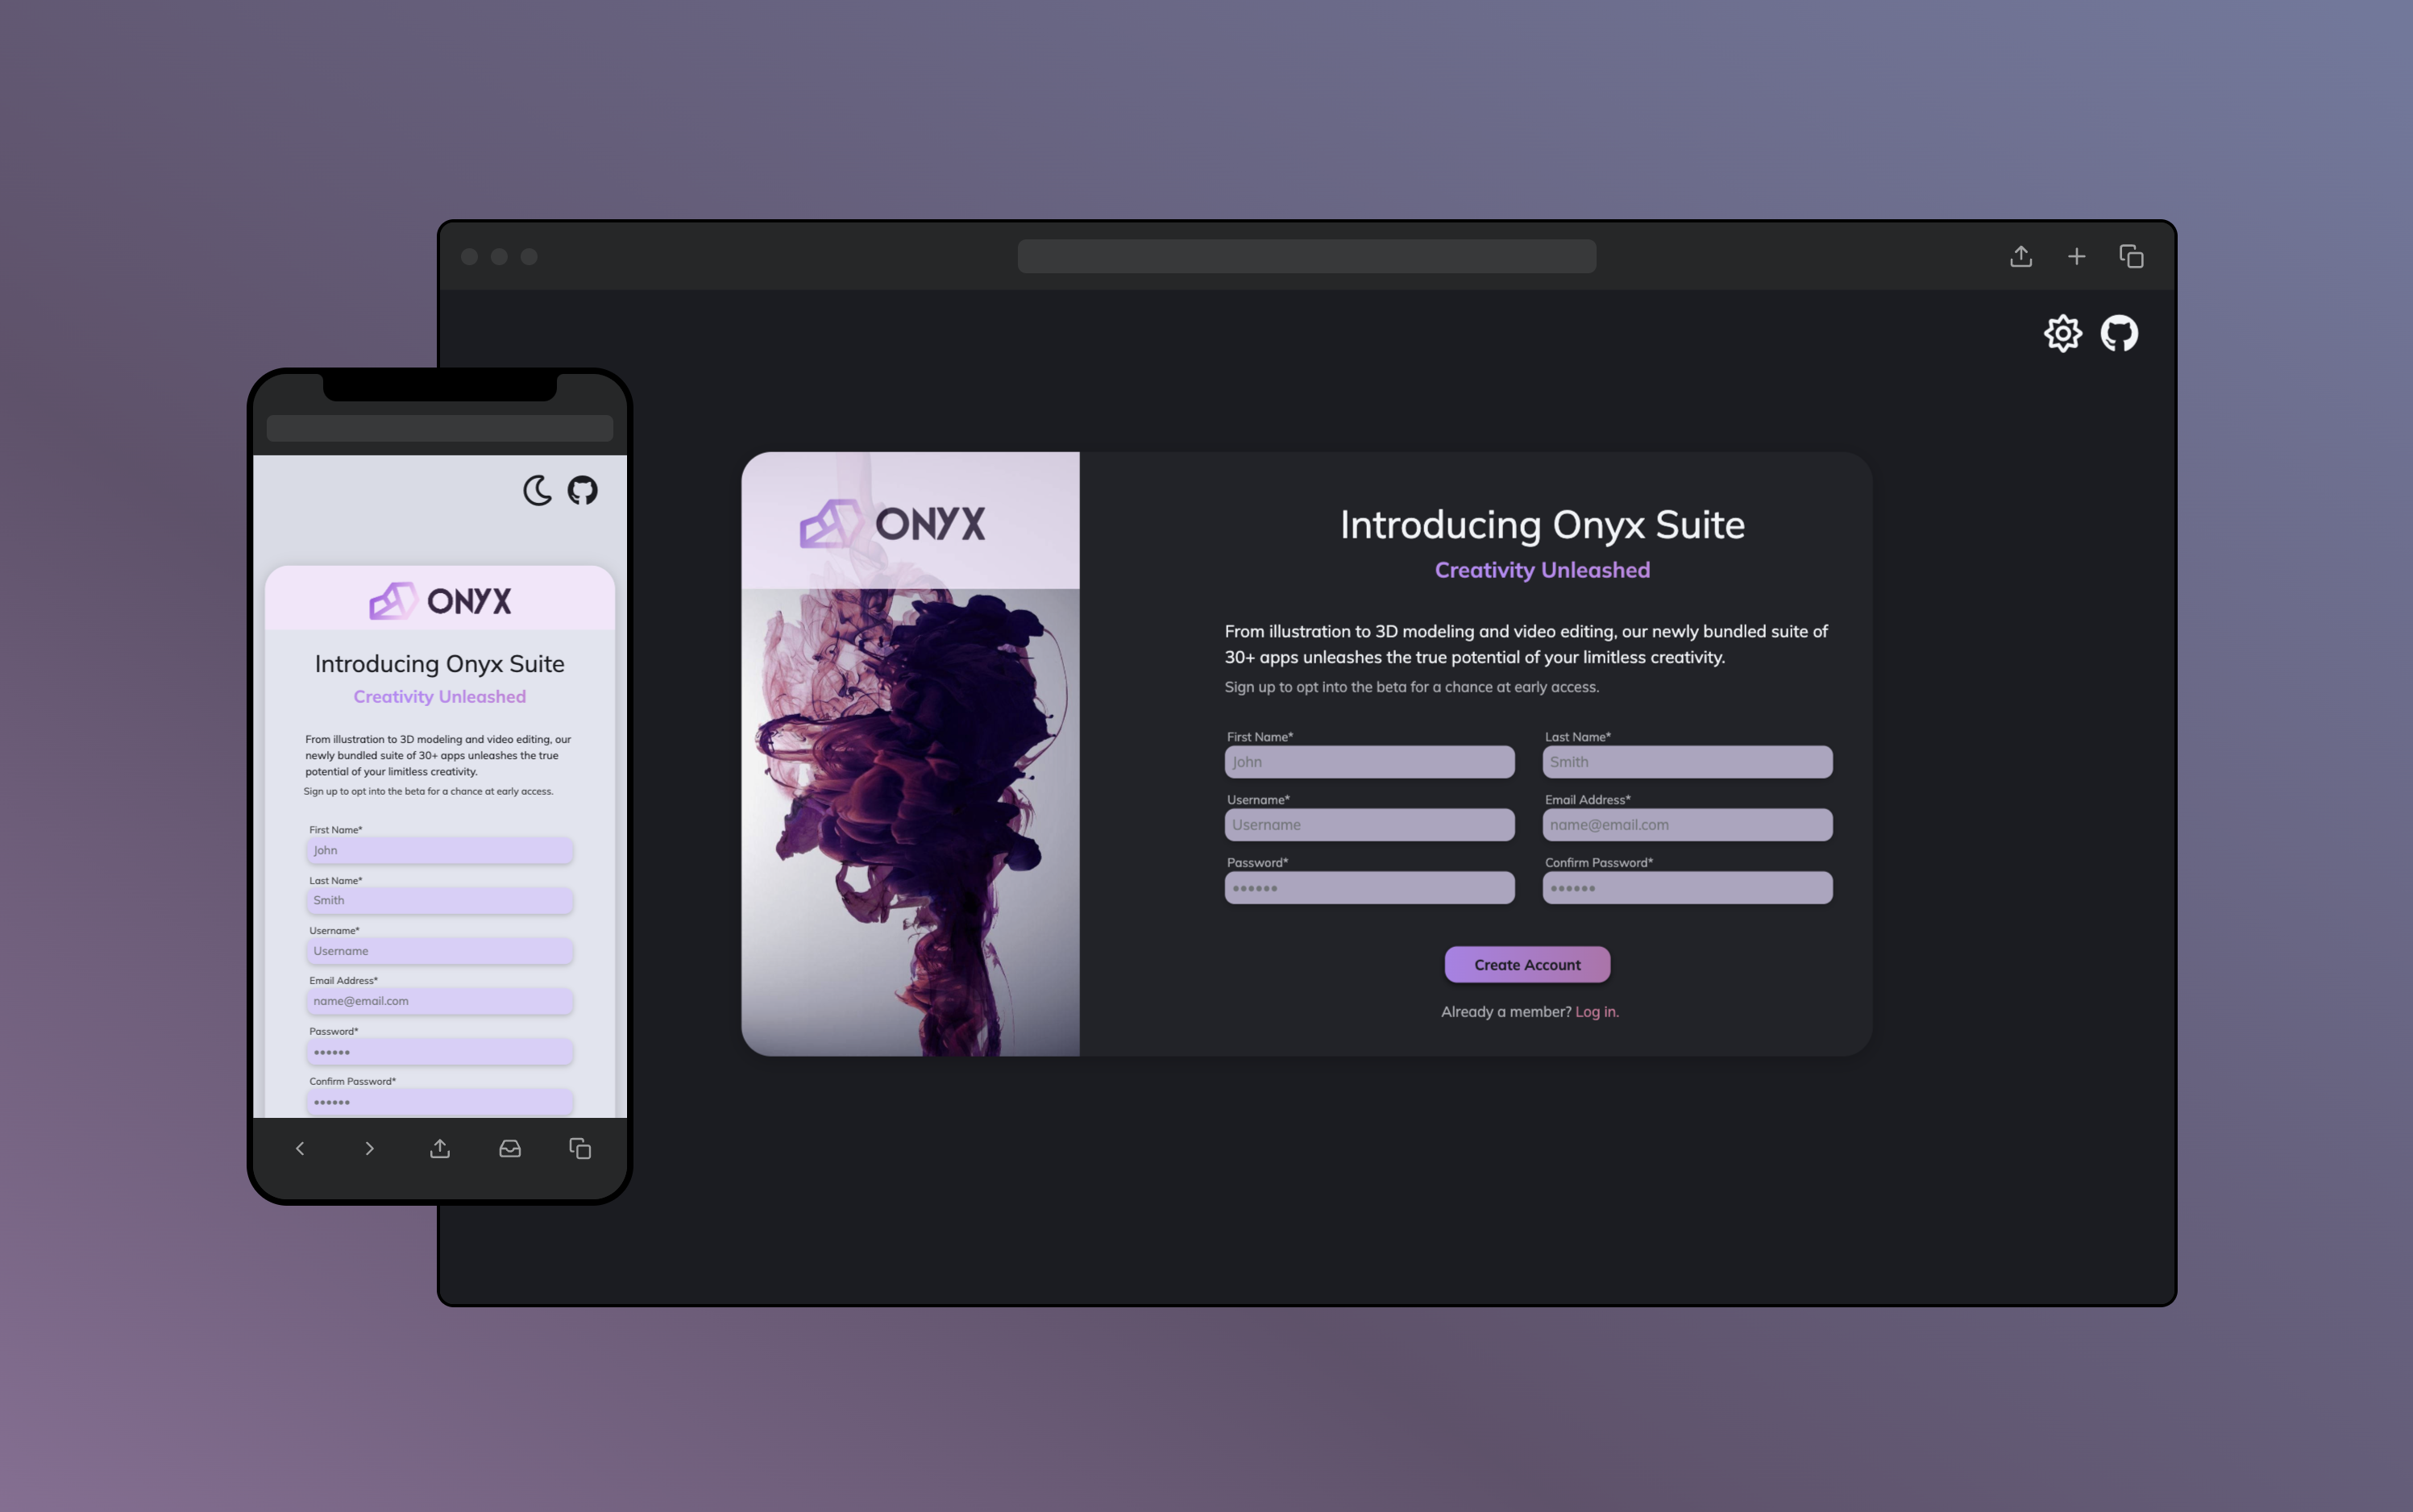 ONYX
Introducing Onyx Suite
Creativity Unleashed
From illustration to 3D modeling and video editing, our
newly bundled suite of 30+ apps unleashes the true
potential of your limitless creativity.
Sign up to opt into the beta for a chance at early access.
First Name*
John
Last Name*
Smith
Username*
Username
Email Address*
name@email.com
Password*
••••••
Confirm Password*
••••••
ONYX
Introducing Onyx Suite
Creativity Unleashed
From illustration to 3D modeling and video editing, our newly bundled suite of
30+ apps unleashes the true potential of your limitless creativity.
Sign up to opt into the beta for a chance at early access.
First Name* Last Name*
John Smith
Username* Email Address*
Username name@email.com
Password* Confirm Password*
•••••• ••••••
Create Account
Already a member? Log in.